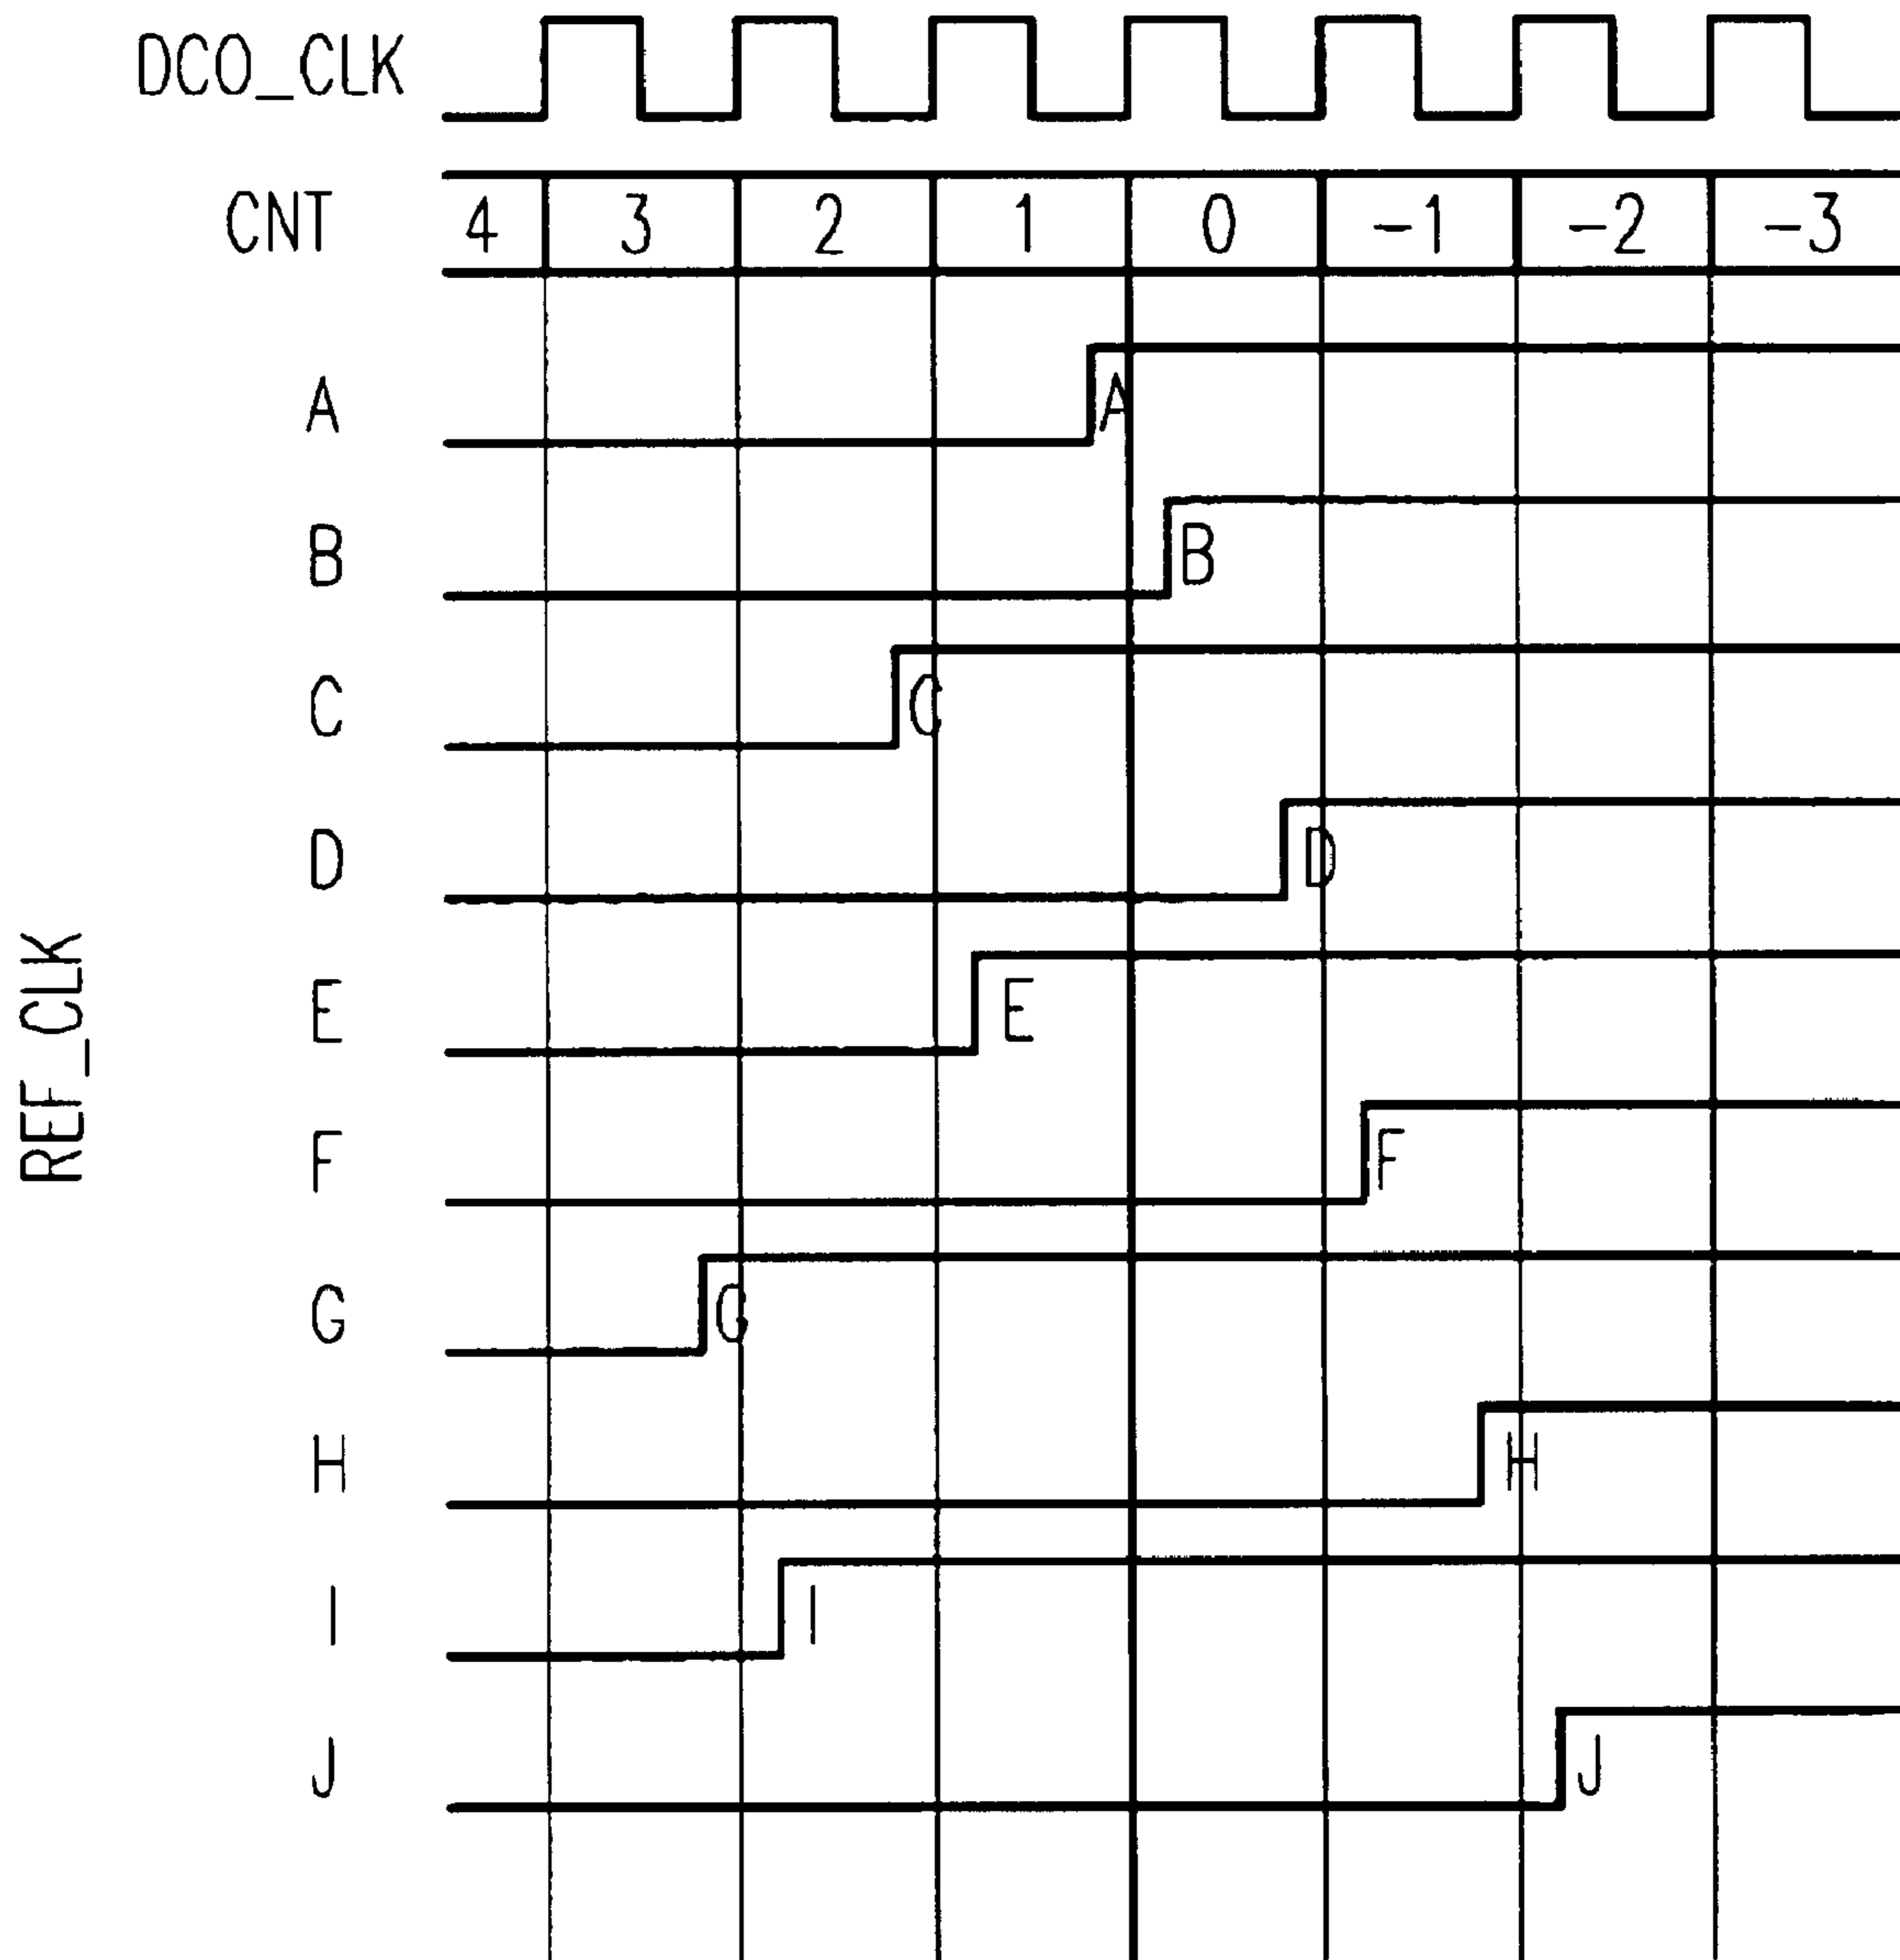 DCO_CLK
CNT 4 3 2 1 0 -1 -2 -3
A A
B B
C C
D D
E E
REF_CLK
F F
G G
H H
I I
J J